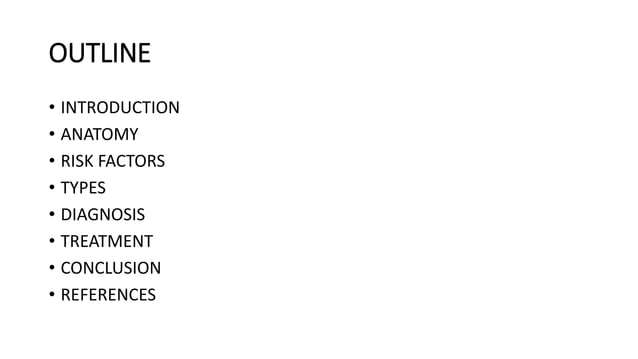 OUTLINE
• INTRODUCTION
• ANATOMY
• RISK FACTORS
• TYPES
• DIAGNOSIS
• TREATMENT
• CONCLUSION
• REFERENCES